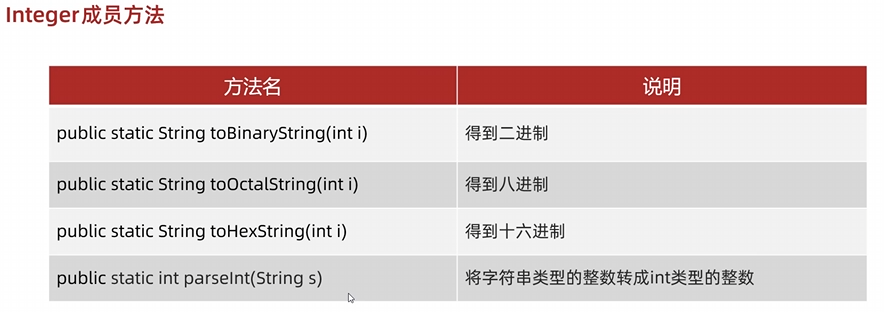 Integer成员方法
方法名 说明
public static String toBinaryString(int i) 得到二进制
public static String toOctalString(int i) 得到八进制
public static String toHexString(int i) 得到十六进制
public static int parseInt(String s) 将字符串类型的整数转成int类型的整数